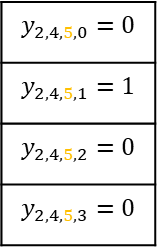 y2,4,5,0 = 0
y2,4,5,1 = 1
y2,4,5,2 = 0
y2,4,5,3 = 0